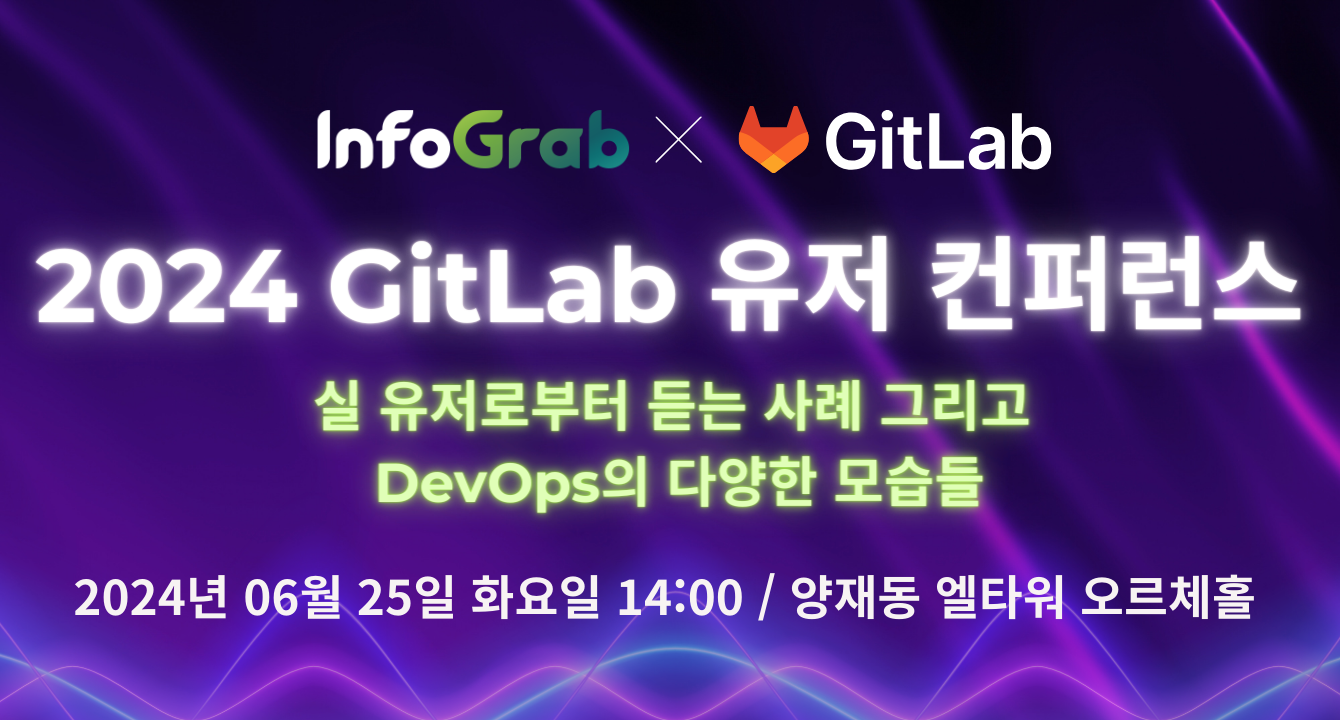 InfoGrab × GitLab
2024 GitLab 유저 컨퍼런스
실 유저로부터 듣는 사례 그리고
DevOps의 다양한 모습들
2024년 06월 25일 화요일 14:00 / 양재동 엘타워 오르체홀